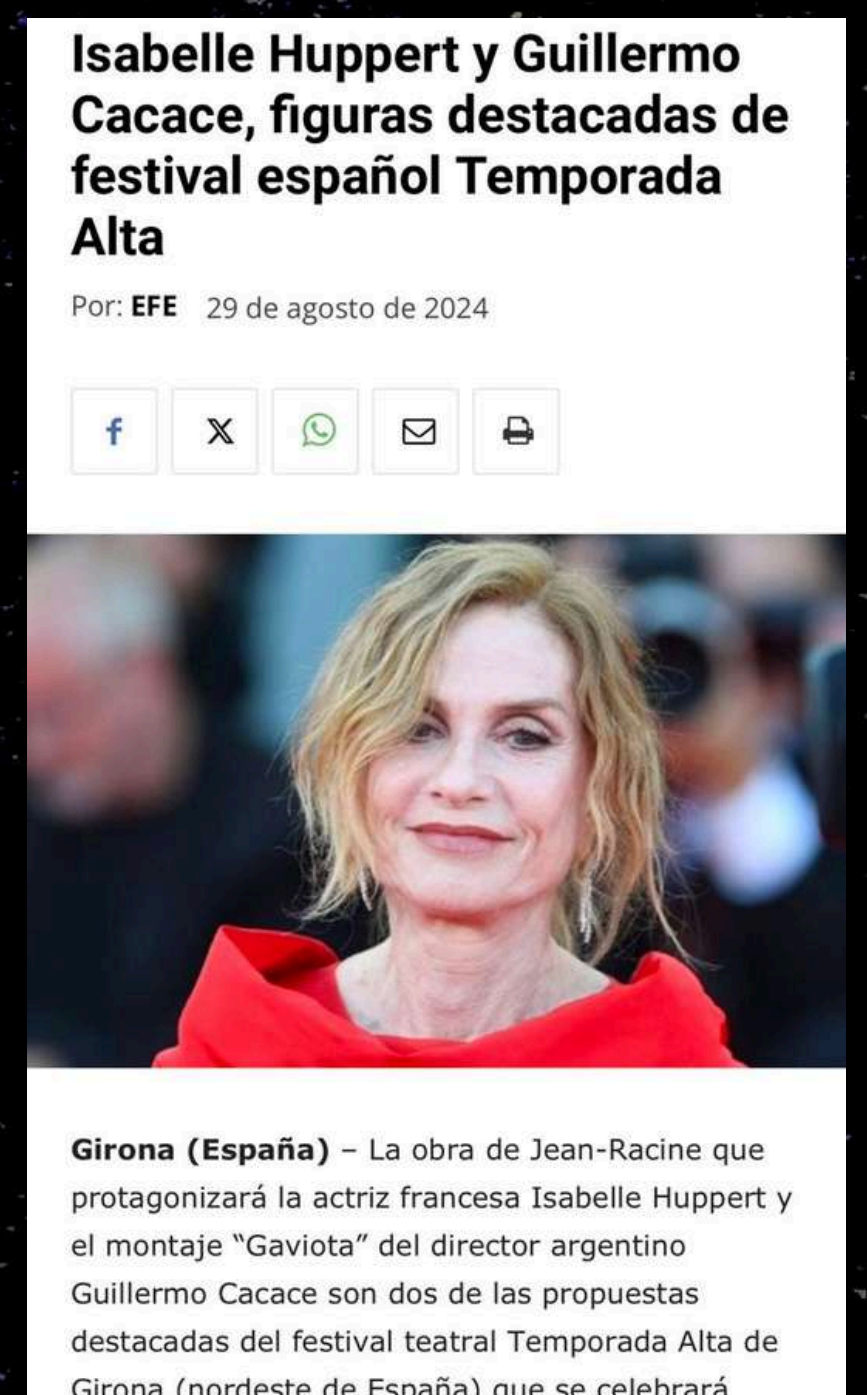 Isabelle Huppert y Guillermo
Cacace, figuras destacadas de
festival español Temporada
Alta
Por: EFE 29 de agosto de 2024
Girona (España) – La obra de Jean-Racine que
protagonizará la actriz francesa Isabelle Huppert y
el montaje “Gaviota” del director argentino
Guillermo Cacace son dos de las propuestas
destacadas del festival teatral Temporada Alta de
Girona (nordeste de España) que se celebrará